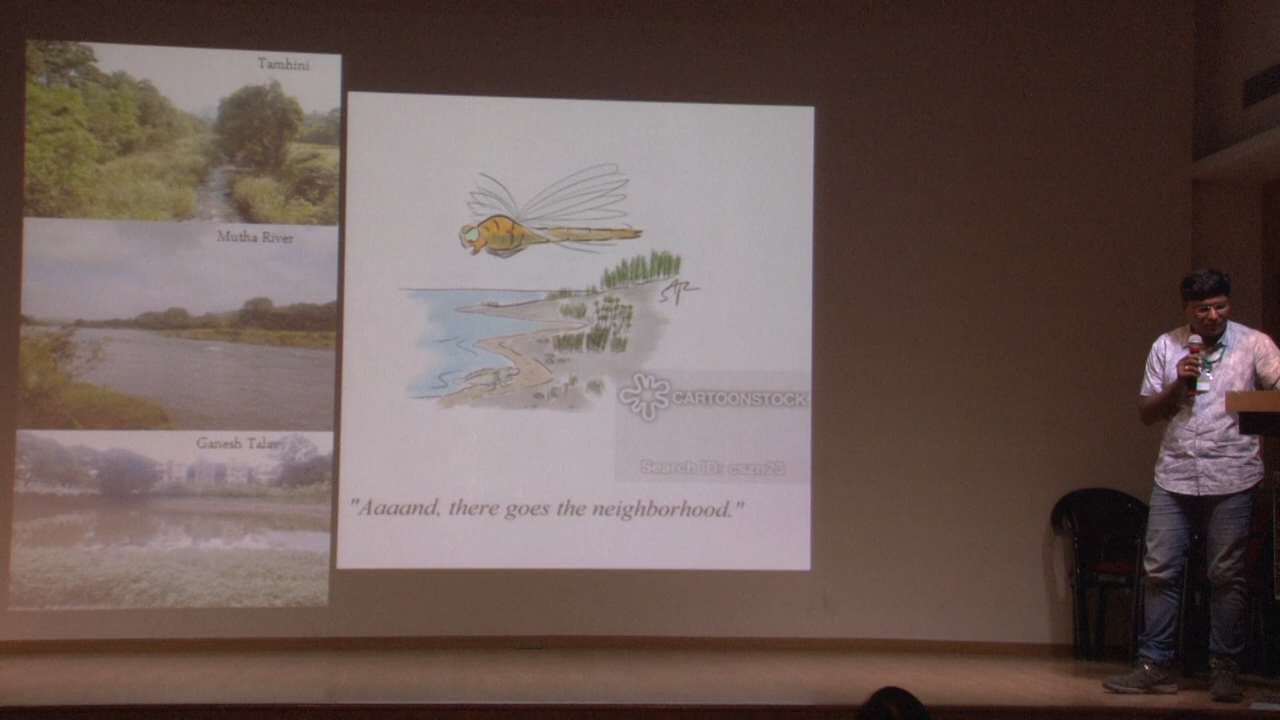 Tamhini
Mutha River
Ganesh Talav
CARTOONSTOCK
Search ID: cszn23
"Aaaand, there goes the neighborhood."